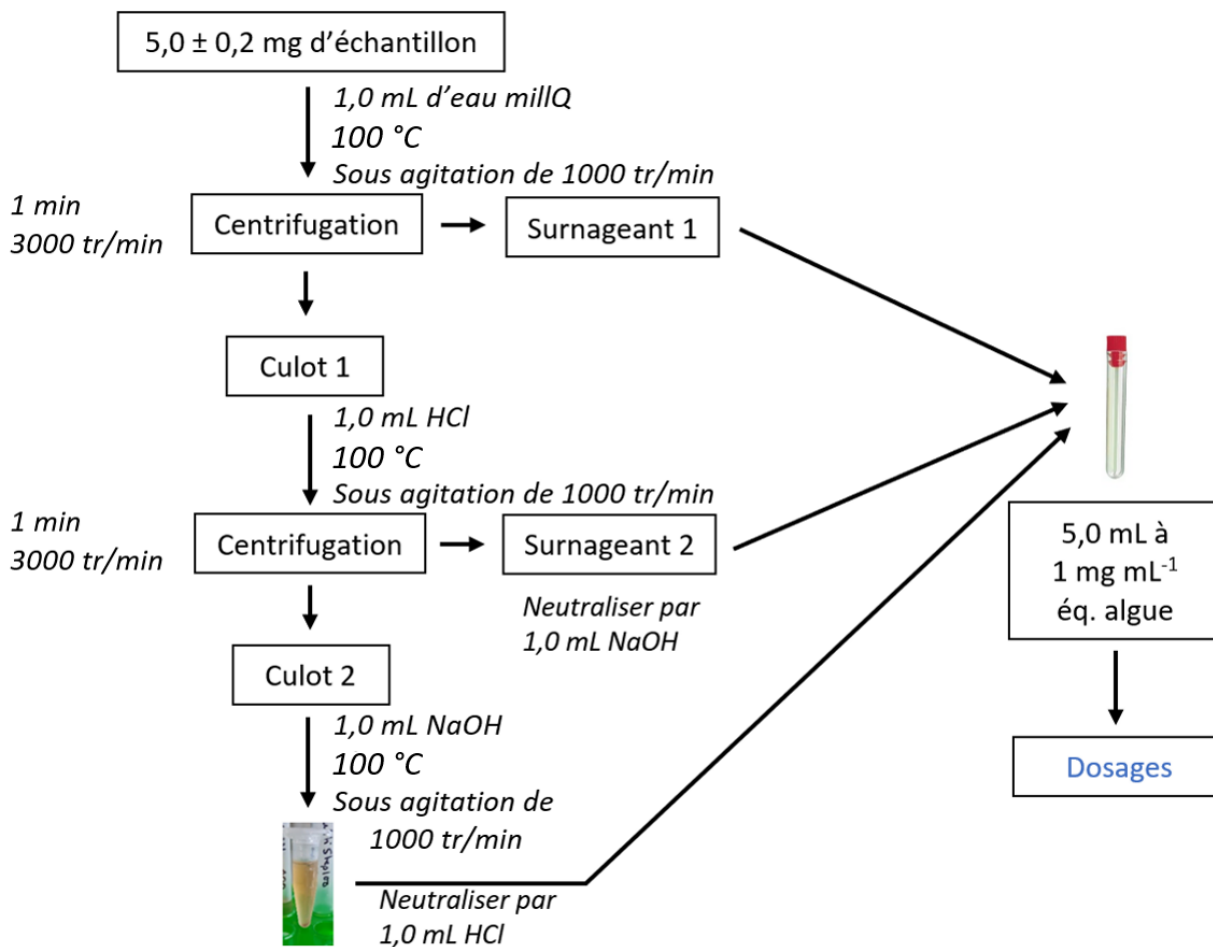 5,0 ± 0,2 mg d’échantillon
1,0 mL d’eau millQ
100 °C
Sous agitation de 1000 tr/min
1 min
3000 tr/min
Centrifugation
Surnageant 1
Culot 1
1,0 mL HCl
100 °C
Sous agitation de 1000 tr/min
1 min
3000 tr/min
Centrifugation
Surnageant 2
Neutraliser par
1,0 mL NaOH
Culot 2
1,0 mL NaOH
100 °C
Sous agitation de
1000 tr/min
Neutraliser par
1,0 mL HCl
5,0 mL à
1 mg mL⁻¹
éq. algue
Dosages